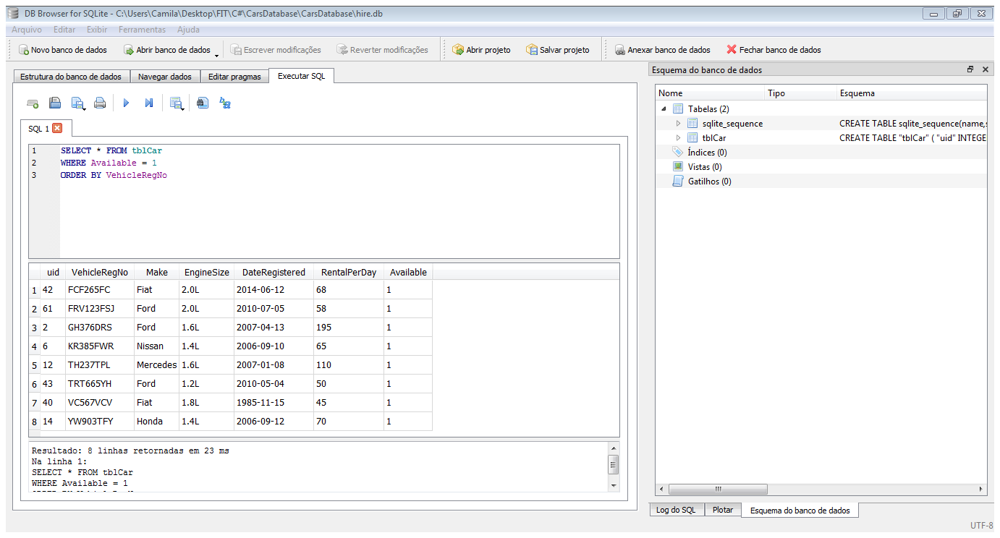 DB Browser for SQLite - C:\Users\Camila\Desktop\FIT\C#\CarsDatabase\CarsDatabase\hire.db
Arquivo Editar Exibir Ferramentas Ajuda
Novo banco de dados Abrir banco de dados Escrever modificações Reverter modificações Abrir projeto Salvar projeto Anexar banco de dados Fechar banco de dados
Estrutura do banco de dados Navegar dados Editar pragmas Executar SQL
SQL 1
1 SELECT * FROM tblCar
2 WHERE Available = 1
3 ORDER BY VehicleRegNo
uid VehicleRegNo Make EngineSize DateRegistered RentalPerDay Available
1 42 FCF265FC Fiat 2.0L 2014-06-12 68 1
2 61 FRV123FSJ Ford 2.0L 2010-07-05 58 1
3 2 GH376DRS Ford 1.6L 2007-04-13 195 1
4 6 KR385FWR Nissan 1.4L 2006-09-10 65 1
5 12 TH237TPL Mercedes 1.6L 2007-01-08 110 1
6 43 TRT665YH Ford 1.2L 2010-05-04 50 1
7 40 VC567VCV Fiat 1.8L 1985-11-15 45 1
8 14 YW903TFY Honda 1.4L 2006-09-12 70 1
Resultado: 8 linhas retornadas em 23 ms
Na linha 1:
SELECT * FROM tblCar
WHERE Available = 1
Esquema do banco de dados
Nome Tipo Esquema
Tabelas (2)
sqlite_sequence CREATE TABLE sqlite_sequence(name,s
tblCar CREATE TABLE "tblCar" ( "uid" INTEGE
Índices (0)
Vistas (0)
Gatilhos (0)
Log do SQL Plotar Esquema do banco de dados
UTF-8